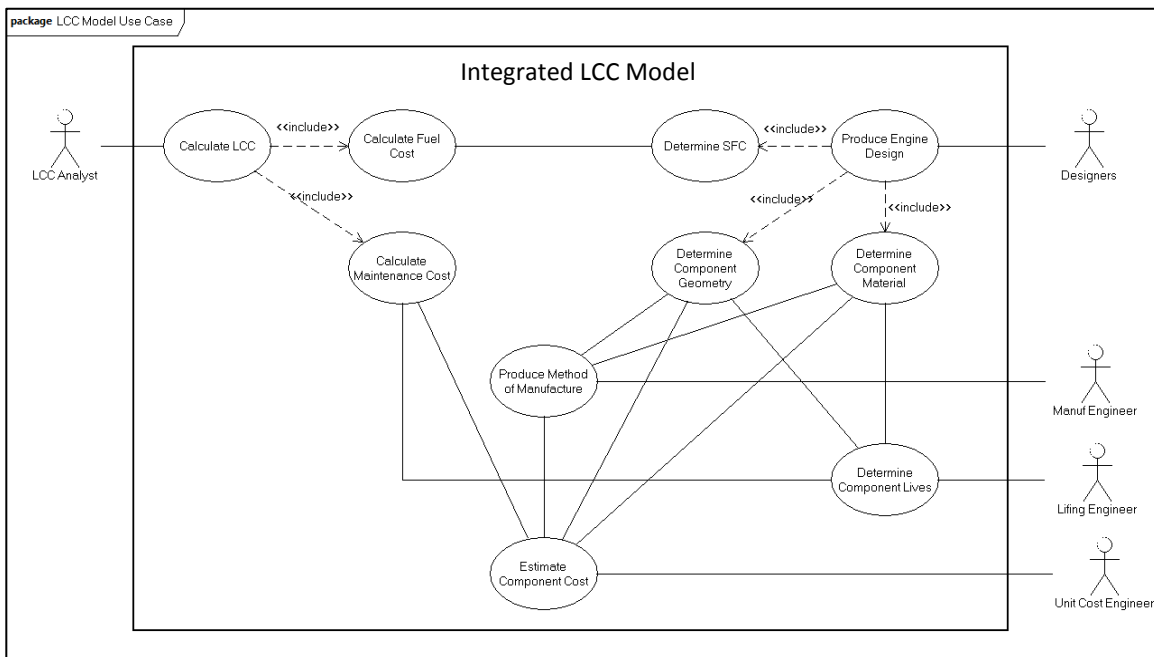 package LCC Model Use Case
Integrated LCC Model
LCC Analyst
Calculate LCC
<<include>>
Calculate Fuel
Cost
Determine SFC
<<include>>
Produce Engine
Design
Designers
<<include>>
<<include>>
<<include>>
Calculate
Maintenance Cost
Determine
Component
Geometry
Determine
Component
Material
Produce Method
of Manufacture
Manuf Engineer
Determine
Component Lives
Lifing Engineer
Estimate
Component Cost
Unit Cost Engineer